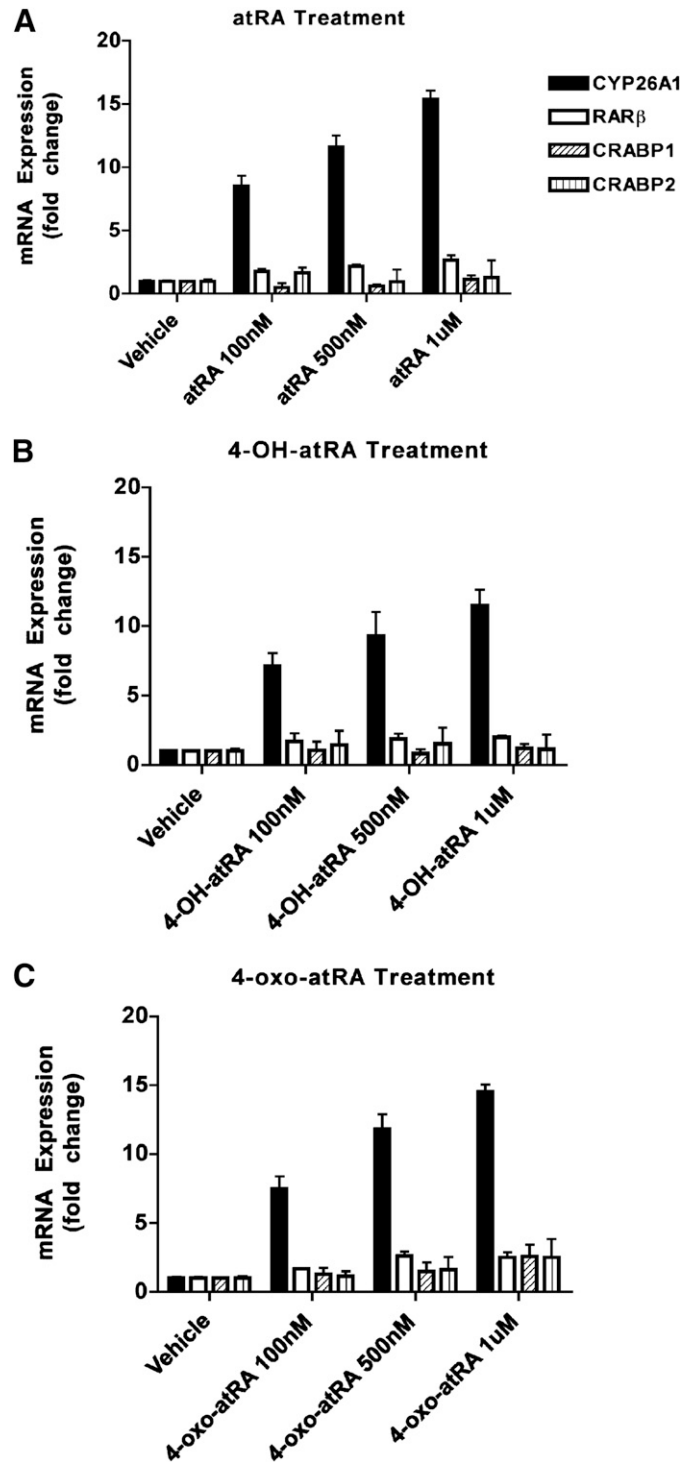 A
atRA Treatment
mRNA Expression
(fold change)
20
15
10
5
0
Vehicle
atRA 100nM
atRA 500nM
atRA 1uM
CYP26A1
RARβ
CRABP1
CRABP2
B
4-OH-atRA Treatment
mRNA Expression
(fold change)
20
15
10
5
0
Vehicle
4-OH-atRA 100nM
4-OH-atRA 500nM
4-OH-atRA 1uM
C
4-oxo-atRA Treatment
mRNA Expression
(fold change)
20
15
10
5
0
Vehicle
4-oxo-atRA 100nM
4-oxo-atRA 500nM
4-oxo-atRA 1uM